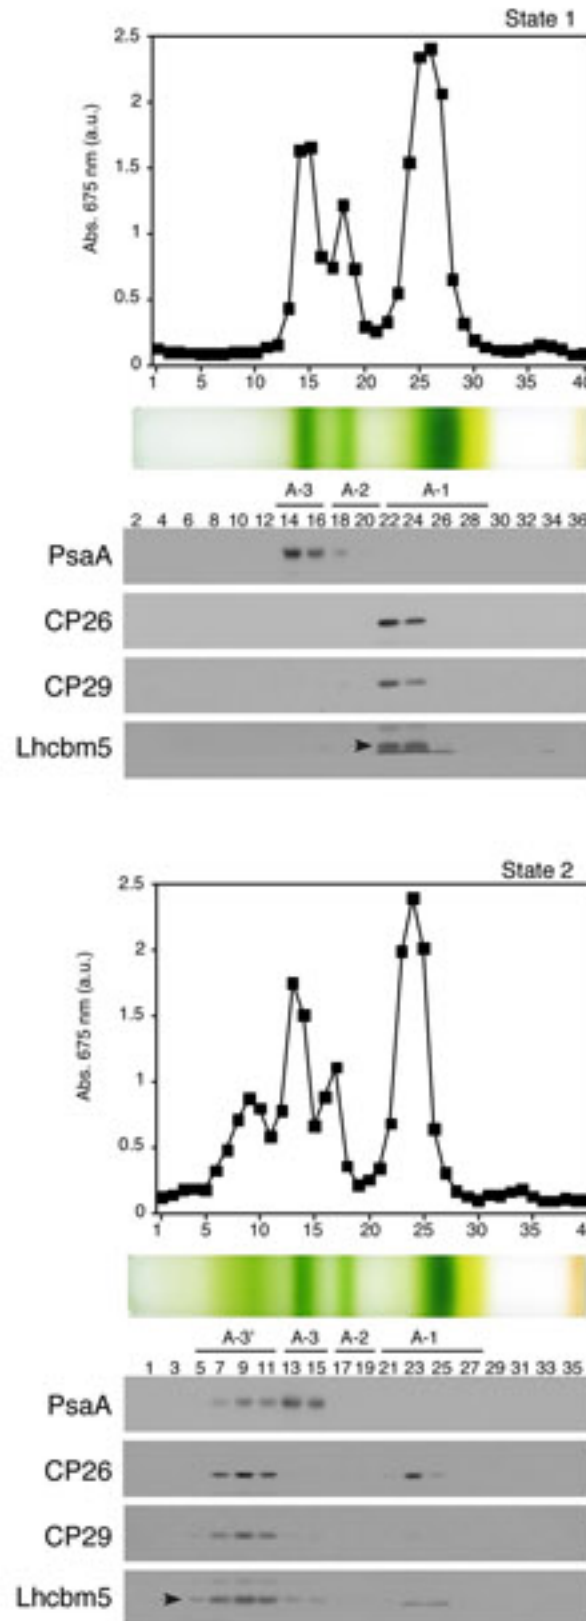 State 1
2.5
2
1.5
1
0.5
0
Abs. 675 nm (a.u.)
1 5 10 15 20 25 30 35 40
A-3 A-2 A-1
2 4 6 8 10 12 14 16 18 20 22 24 26 28 30 32 34 36
PsaA
CP26
CP29
Lhcbm5
State 2
2.5
2
1.5
1
0.5
0
Abs. 675 nm (a.u.)
1 5 10 15 20 25 30 35 4
A-3' A-3 A-2 A-1
1 3 5 7 9 11 13 15 17 19 21 23 25 27 29 31 33 35
PsaA
CP26
CP29
Lhcbm5